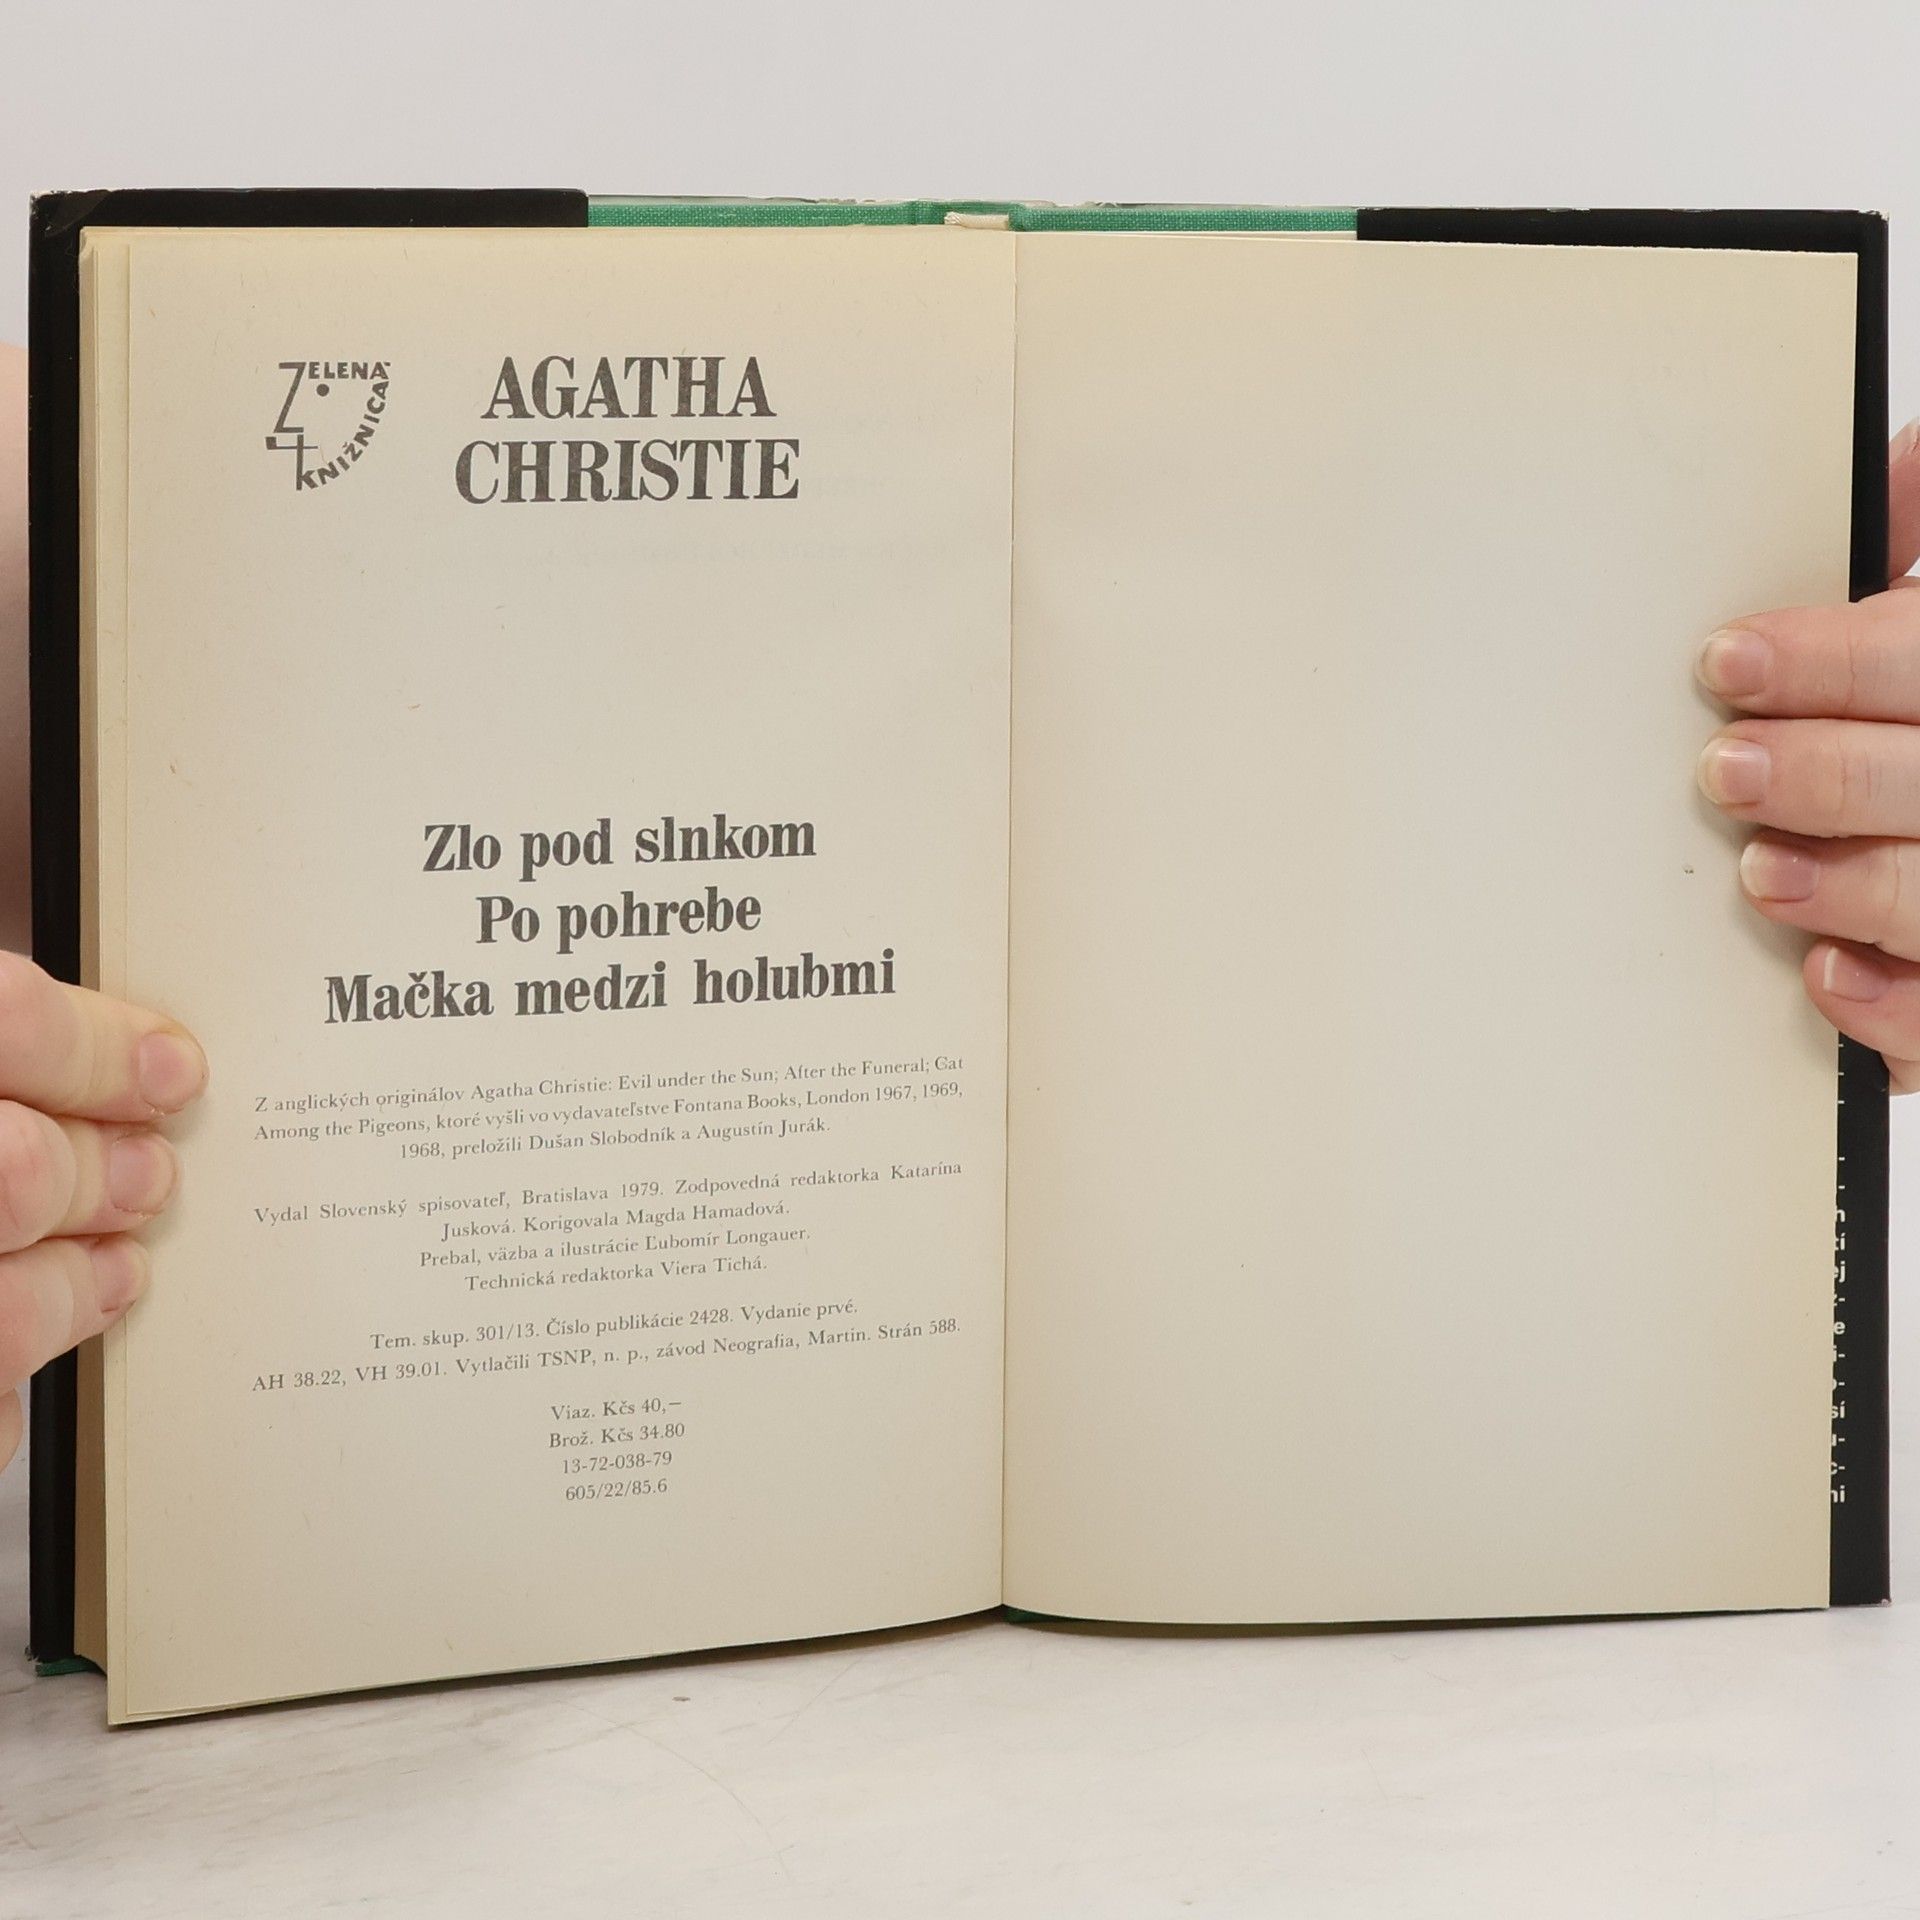 ZELENÁ KNIŽNICA
AGATHA
CHRISTIE
Zlo pod slnkom
Po pohrebe
Mačka medzi holubmi
Z anglických originálov Agatha Christie: Evil under the Sun; After the Funeral; Cat
Among the Pigeons, ktoré vyšli vo vydavateľstve Fontana Books, London 1967, 1969,
1968, preložili Dušan Slobodník a Augustín Jurák.
Vydal Slovenský spisovateľ, Bratislava 1979. Zodpovedná redaktorka Katarína
Jusková. Korigovala Magda Hamadová.
Prebal, väzba a ilustrácie Ľubomír Longauer.
Technická redaktorka Viera Tichá.
Tem. skup. 301/13. Číslo publikácie 2428. Vydanie prvé.
AH 38.22, VH 39.01. Vytlačili TSNP, n. p., závod Neografia, Martin. Strán 588.
Viaz. Kčs 40,—
Brož. Kčs 34.80
13-72-038-79
605/22/85.6